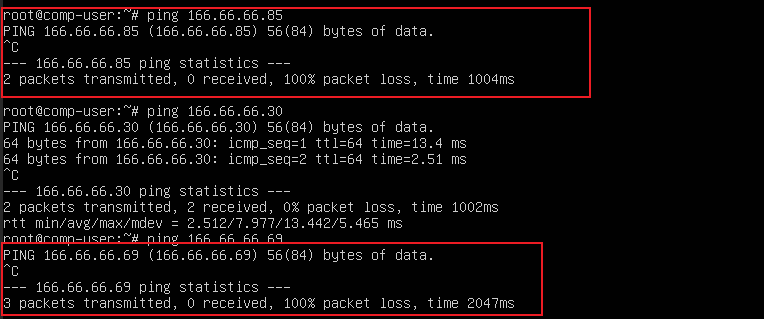 root@comp-user:~# ping 166.66.66.85
PING 166.66.66.85 (166.66.66.85) 56(84) bytes of data.
^C
--- 166.66.66.85 ping statistics ---
2 packets transmitted, 0 received, 100% packet loss, time 1004ms
root@comp-user:~# ping 166.66.66.30
PING 166.66.66.30 (166.66.66.30) 56(84) bytes of data.
64 bytes from 166.66.66.30: icmp_seq=1 ttl=64 time=13.4 ms
64 bytes from 166.66.66.30: icmp_seq=2 ttl=64 time=2.51 ms
^C
--- 166.66.66.30 ping statistics ---
2 packets transmitted, 2 received, 0% packet loss, time 1002ms
rtt min/avg/max/mdev = 2.512/7.977/13.442/5.465 ms
root@comp-user:~# ping 166.66.66.69
PING 166.66.66.69 (166.66.66.69) 56(84) bytes of data.
^C
--- 166.66.66.69 ping statistics ---
3 packets transmitted, 0 received, 100% packet loss, time 2047ms